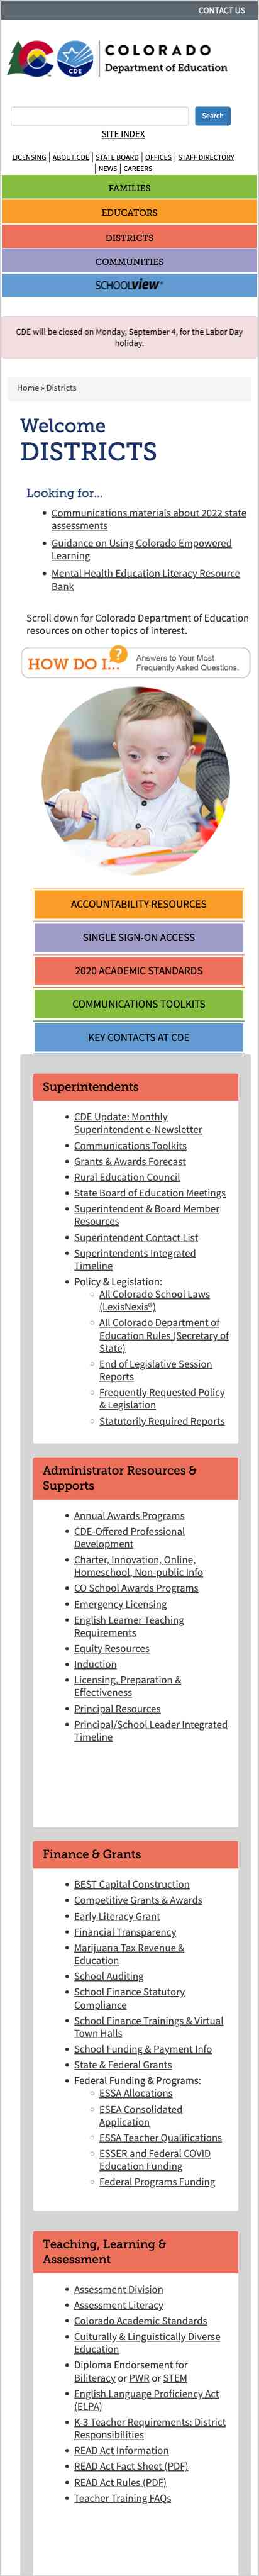 CONTACT US
COLORADO
Department of Education
CDE
Search
SITE INDEX
LICENSING | ABOUT CDE | STATE BOARD | OFFICES | STAFF DIRECTORY
| NEWS | CAREERS
FAMILIES
EDUCATORS
DISTRICTS
COMMUNITIES
SCHOOLVIEW®
CDE will be closed on Monday, September 4, for the Labor Day
holiday.
Home » Districts
Welcome
DISTRICTS
Looking for...
Communications materials about 2022 state
assessments
Guidance on Using Colorado Empowered
Learning
Mental Health Education Literacy Resource
Bank
Scroll down for Colorado Department of Education
resources on other topics of interest.
HOW DO I...
?
Answers to Your Most
Frequently Asked Questions.
ACCOUNTABILITY RESOURCES
SINGLE SIGN-ON ACCESS
2020 ACADEMIC STANDARDS
COMMUNICATIONS TOOLKITS
KEY CONTACTS AT CDE
Superintendents
CDE Update: Monthly
Superintendent e-Newsletter
Communications Toolkits
Grants & Awards Forecast
Rural Education Council
State Board of Education Meetings
Superintendent & Board Member
Resources
Superintendent Contact List
Superintendents Integrated
Timeline
Policy & Legislation:
All Colorado School Laws
(LexisNexis®)
All Colorado Department of
Education Rules (Secretary of
State)
End of Legislative Session
Reports
Frequently Requested Policy
& Legislation
Statutorily Required Reports
Administrator Resources &
Supports
Annual Awards Programs
CDE-Offered Professional
Development
Charter, Innovation, Online,
Homeschool, Non-public Info
CO School Awards Programs
Emergency Licensing
English Learner Teaching
Requirements
Equity Resources
Induction
Licensing, Preparation &
Effectiveness
Principal Resources
Principal/School Leader Integrated
Timeline
Finance & Grants
BEST Capital Construction
Competitive Grants & Awards
Early Literacy Grant
Financial Transparency
Marijuana Tax Revenue &
Education
School Auditing
School Finance Statutory
Compliance
School Finance Trainings & Virtual
Town Halls
School Funding & Payment Info
State & Federal Grants
Federal Funding & Programs:
ESSA Allocations
ESEA Consolidated
Application
ESSA Teacher Qualifications
ESSER and Federal COVID
Education Funding
Federal Programs Funding
Teaching, Learning &
Assessment
Assessment Division
Assessment Literacy
Colorado Academic Standards
Culturally & Linguistically Diverse
Education
Diploma Endorsement for
Biliteracy or PWR or STEM
English Language Proficiency Act
(ELPA)
K-3 Teacher Requirements: District
Responsibilities
READ Act Information
READ Act Fact Sheet (PDF)
READ Act Rules (PDF)
Teacher Training FAQs